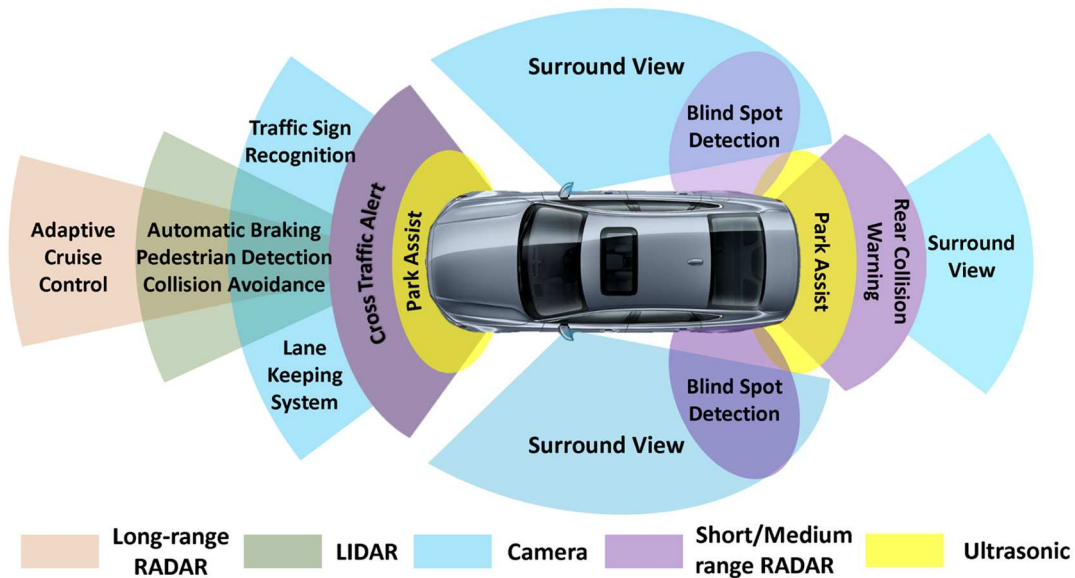 Surround View
Blind Spot
Detection
Traffic Sign
Recognition
Adaptive
Cruise
Control
Automatic Braking
Pedestrian Detection
Collision Avoidance
Cross Traffic Alert
Park Assist
Park Assist
Rear Collision
Warning
Surround
View
Lane
Keeping
System
Blind Spot
Detection
Surround View
Long-range
RADAR
LIDAR
Camera
Short/Medium
range RADAR
Ultrasonic